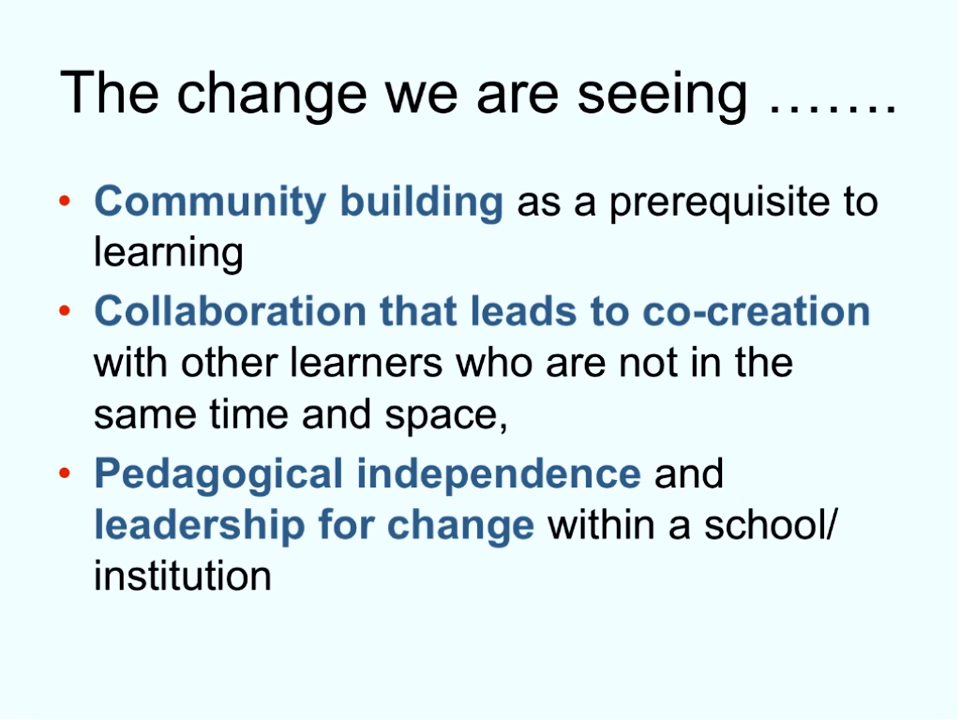 The change we are seeing …….
• Community building as a prerequisite to
learning
• Collaboration that leads to co-creation
with other learners who are not in the
same time and space,
• Pedagogical independence and
leadership for change within a school/
institution